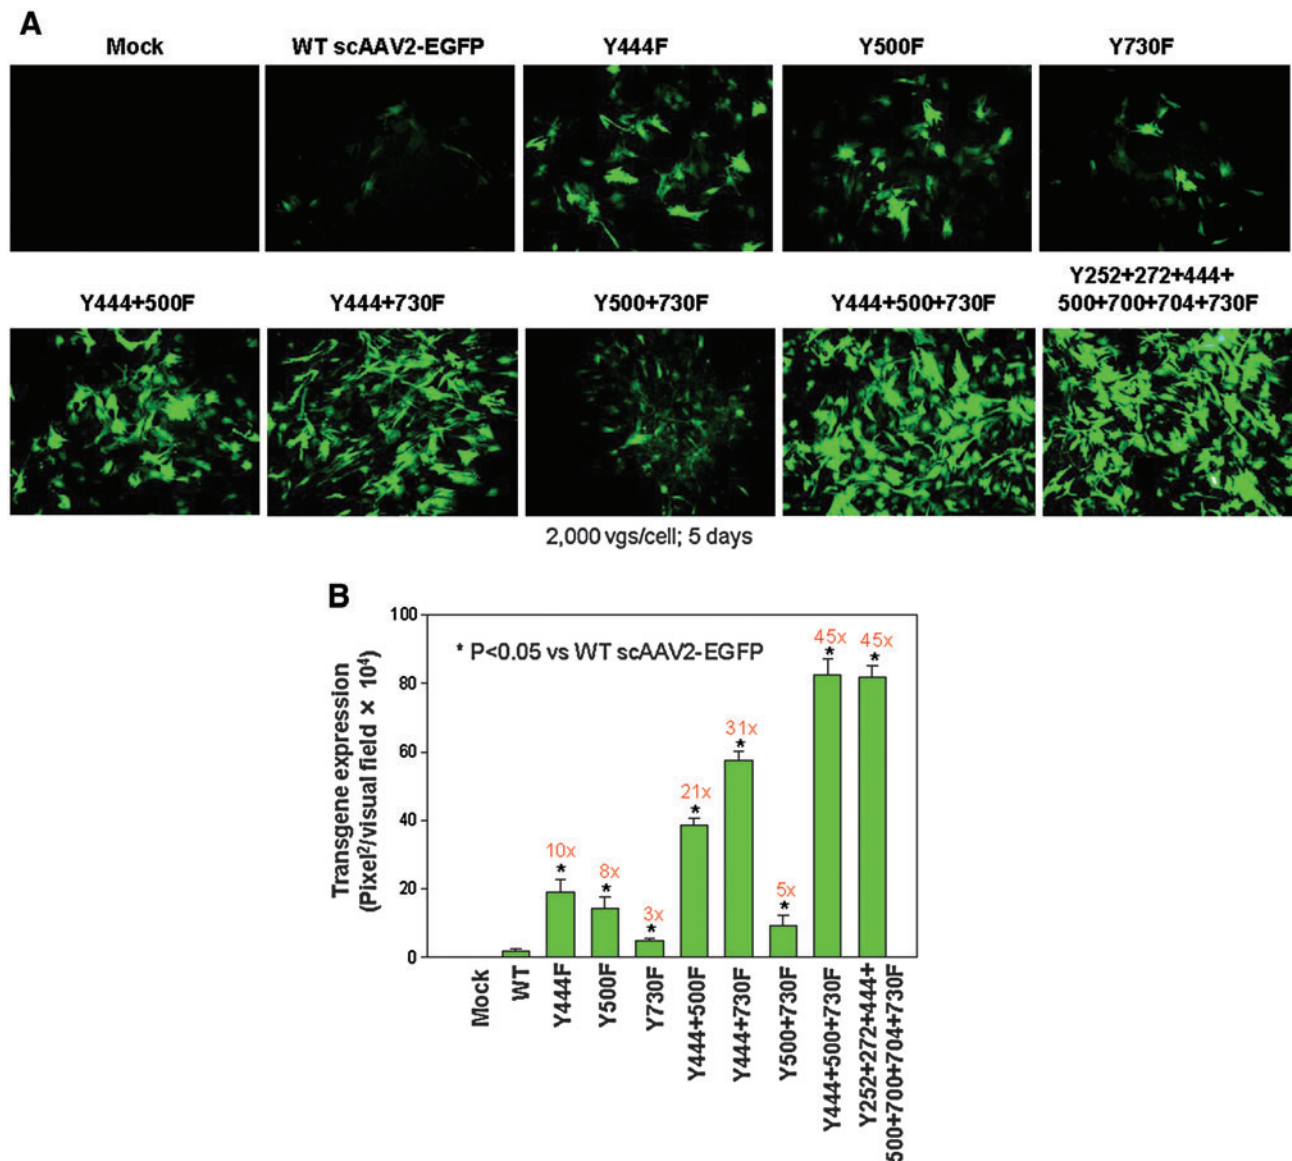 A
Mock
WT scAAV2-EGFP
Y444F
Y500F
Y730F
Y444+500F
Y444+730F
Y500+730F
Y444+500+730F
Y252+272+444+
500+700+704+730F
2,000 vgs/cell; 5 days
B
Transgene expression
(Pixel²/visual field × 10⁴)
100
80
60
40
20
0
* P<0.05 vs WT scAAV2-EGFP
10x
*
8x
*
3x
*
21x
*
31x
*
5x
*
45x
*
45x
*
Mock
WT
Y444F
Y500F
Y730F
Y444+500F
Y444+730F
Y500+730F
Y444+500+730F
Y252+272+444+
500+700+704+730F